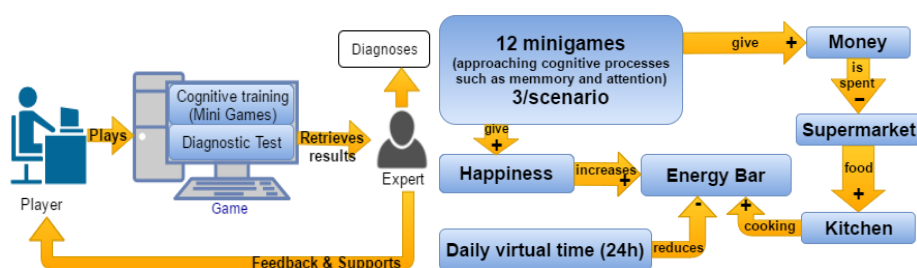 Diagnoses
Cognitive training
(Mini Games)
Diagnostic Test
Plays
Retrieves
results
Player
Game
Expert
Feedback & Supports
12 minigames
(approaching cognitive processes
such as memmory and attention)
3/scenario
give
+
Money
is
spent
-
Supermarket
food
+
Kitchen
cooking
+
give
+
Happiness
increases
+
Energy Bar
-
Daily virtual time (24h)
reduces